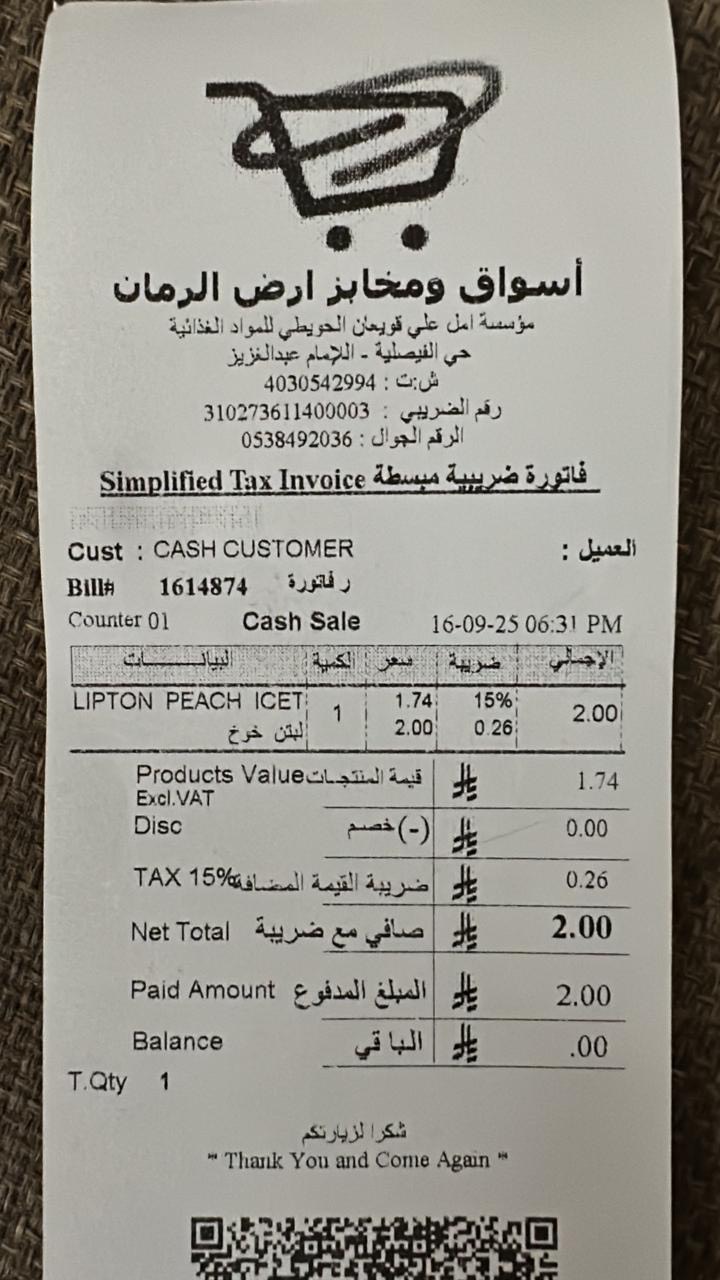 أسواق ومخابز ارض الرمان
مؤسسة امل علي قويعان الحويطي للمواد الغذائية
حي الفيصلية - الإمام عبدالعزيز
ش:ت : 4030542994
رقم الضريبي : 310273611400003
الرقم الجوال : 0538492036
Simplified Tax Invoice فاتورة ضريبية مبسطة
Cust : CASH CUSTOMER العميل :
Bill# 1614874 ر فاتورة
Counter 01 Cash Sale 16-09-25 06:31 PM
البيانـــات الكمية سعر ضريبة الإجمالي
LIPTON PEACH ICET 1 1.74 15% 2.00
لبتن خوخ 2.00 0.26
Products Value قيمة المنتجات 1.74
Excl.VAT
Disc خصم(-) 0.00
TAX 15% ضريبة القيمة المضافة 0.26
Net Total صافي مع ضريبة 2.00
Paid Amount المبلغ المدفوع 2.00
Balance الباقي .00
T.Qty 1
شكرا لزيارتكم
" Thank You and Come Again "